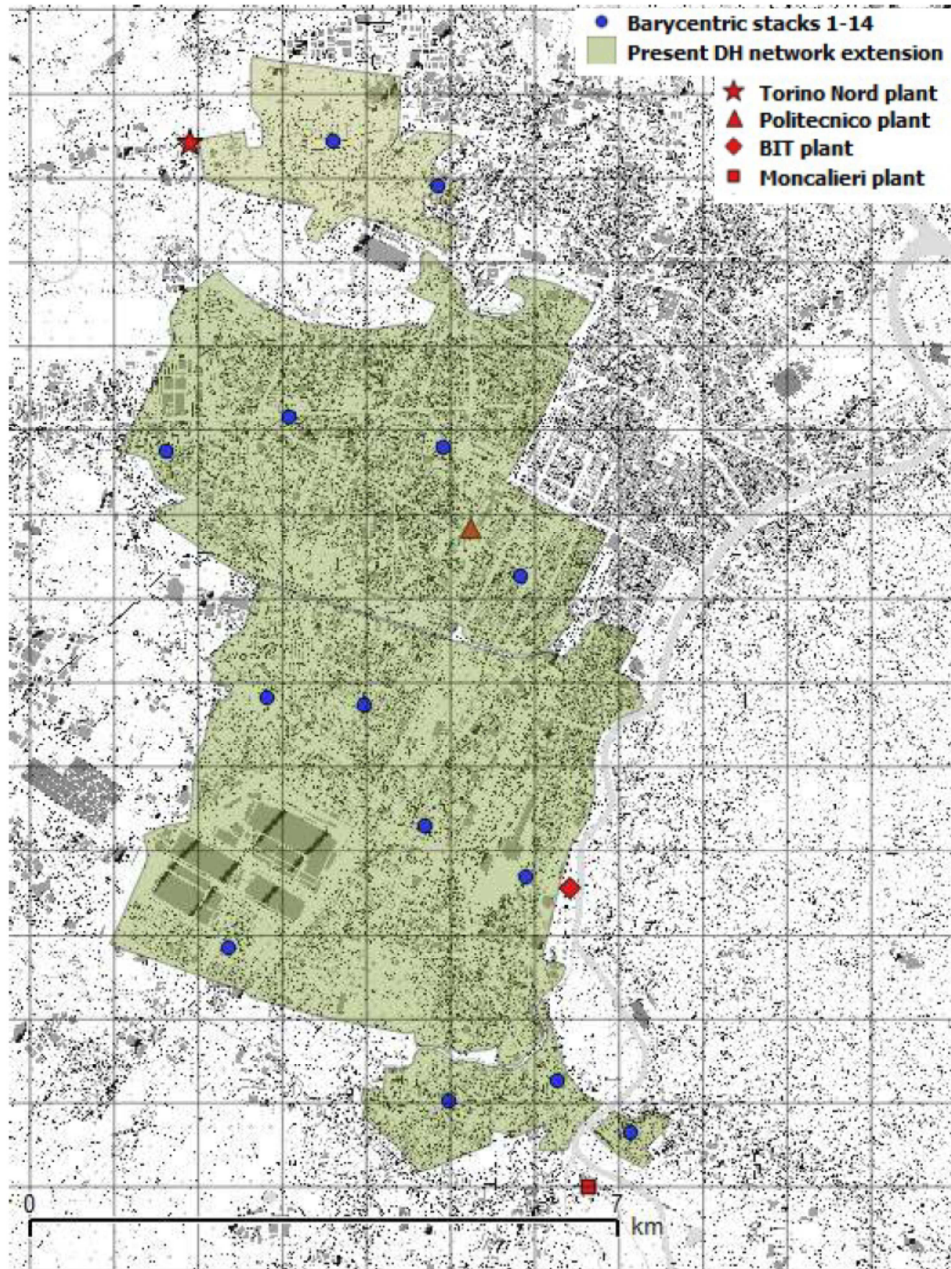 Barycentric stacks 1-14
Present DH network extension
Torino Nord plant
Politecnico plant
BIT plant
Moncalieri plant
0
7
km